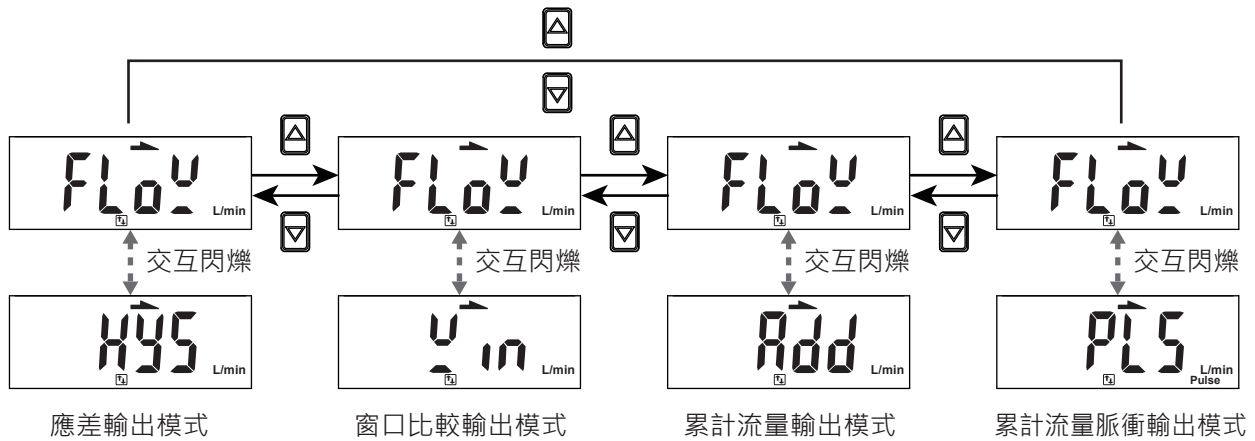 FLoW L/min
FLoW L/min
FLoW L/min
FLoW L/min
交互閃爍
交互閃爍
交互閃爍
交互閃爍
HYS L/min
Win L/min
Add L/min
PLS L/min Pulse
應差輸出模式
窗口比較輸出模式
累計流量輸出模式
累計流量脈衝輸出模式